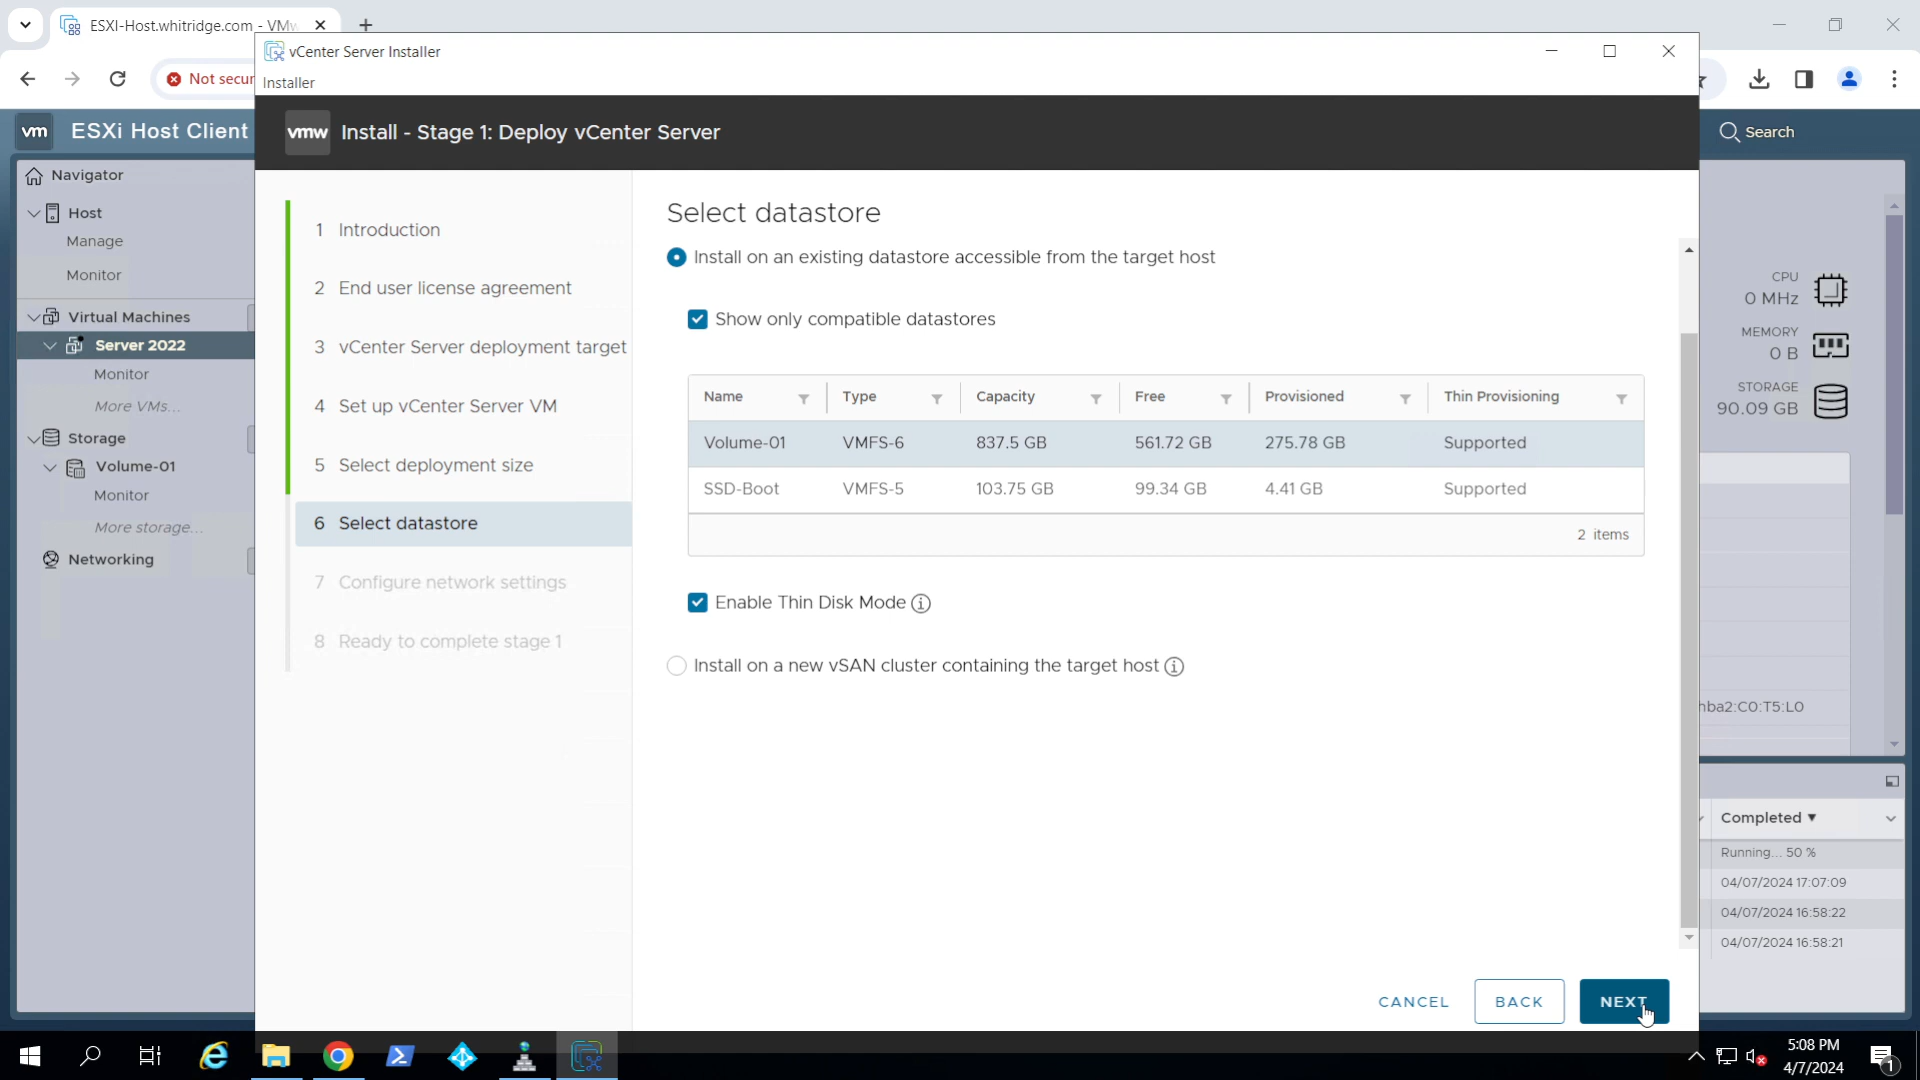 ESXI-Host.whitridge.com - VMw
vCenter Server Installer
Not secur
Installer
vm ESXi Host Client
vmw Install - Stage 1: Deploy vCenter Server
Search
Navigator
Host
Manage
Monitor
Virtual Machines
Server 2022
Monitor
More VMs...
Storage
Volume-01
Monitor
More storage...
Networking
1 Introduction
2 End user license agreement
3 vCenter Server deployment target
4 Set up vCenter Server VM
5 Select deployment size
6 Select datastore
7 Configure network settings
8 Ready to complete stage 1
Select datastore
Install on an existing datastore accessible from the target host
Show only compatible datastores
Name Type Capacity Free Provisioned Thin Provisioning
Volume-01 VMFS-6 837.5 GB 561.72 GB 275.78 GB Supported
SSD-Boot VMFS-5 103.75 GB 99.34 GB 4.41 GB Supported
2 items
Enable Thin Disk Mode
Install on a new vSAN cluster containing the target host
CANCEL BACK NEXT
CPU
0 MHz
MEMORY
0 B
STORAGE
90.09 GB
hba2:C0:T5:L0
Completed ▼
Running... 50 %
04/07/2024 17:07:09
04/07/2024 16:58:22
04/07/2024 16:58:21
5:08 PM
4/7/2024
1